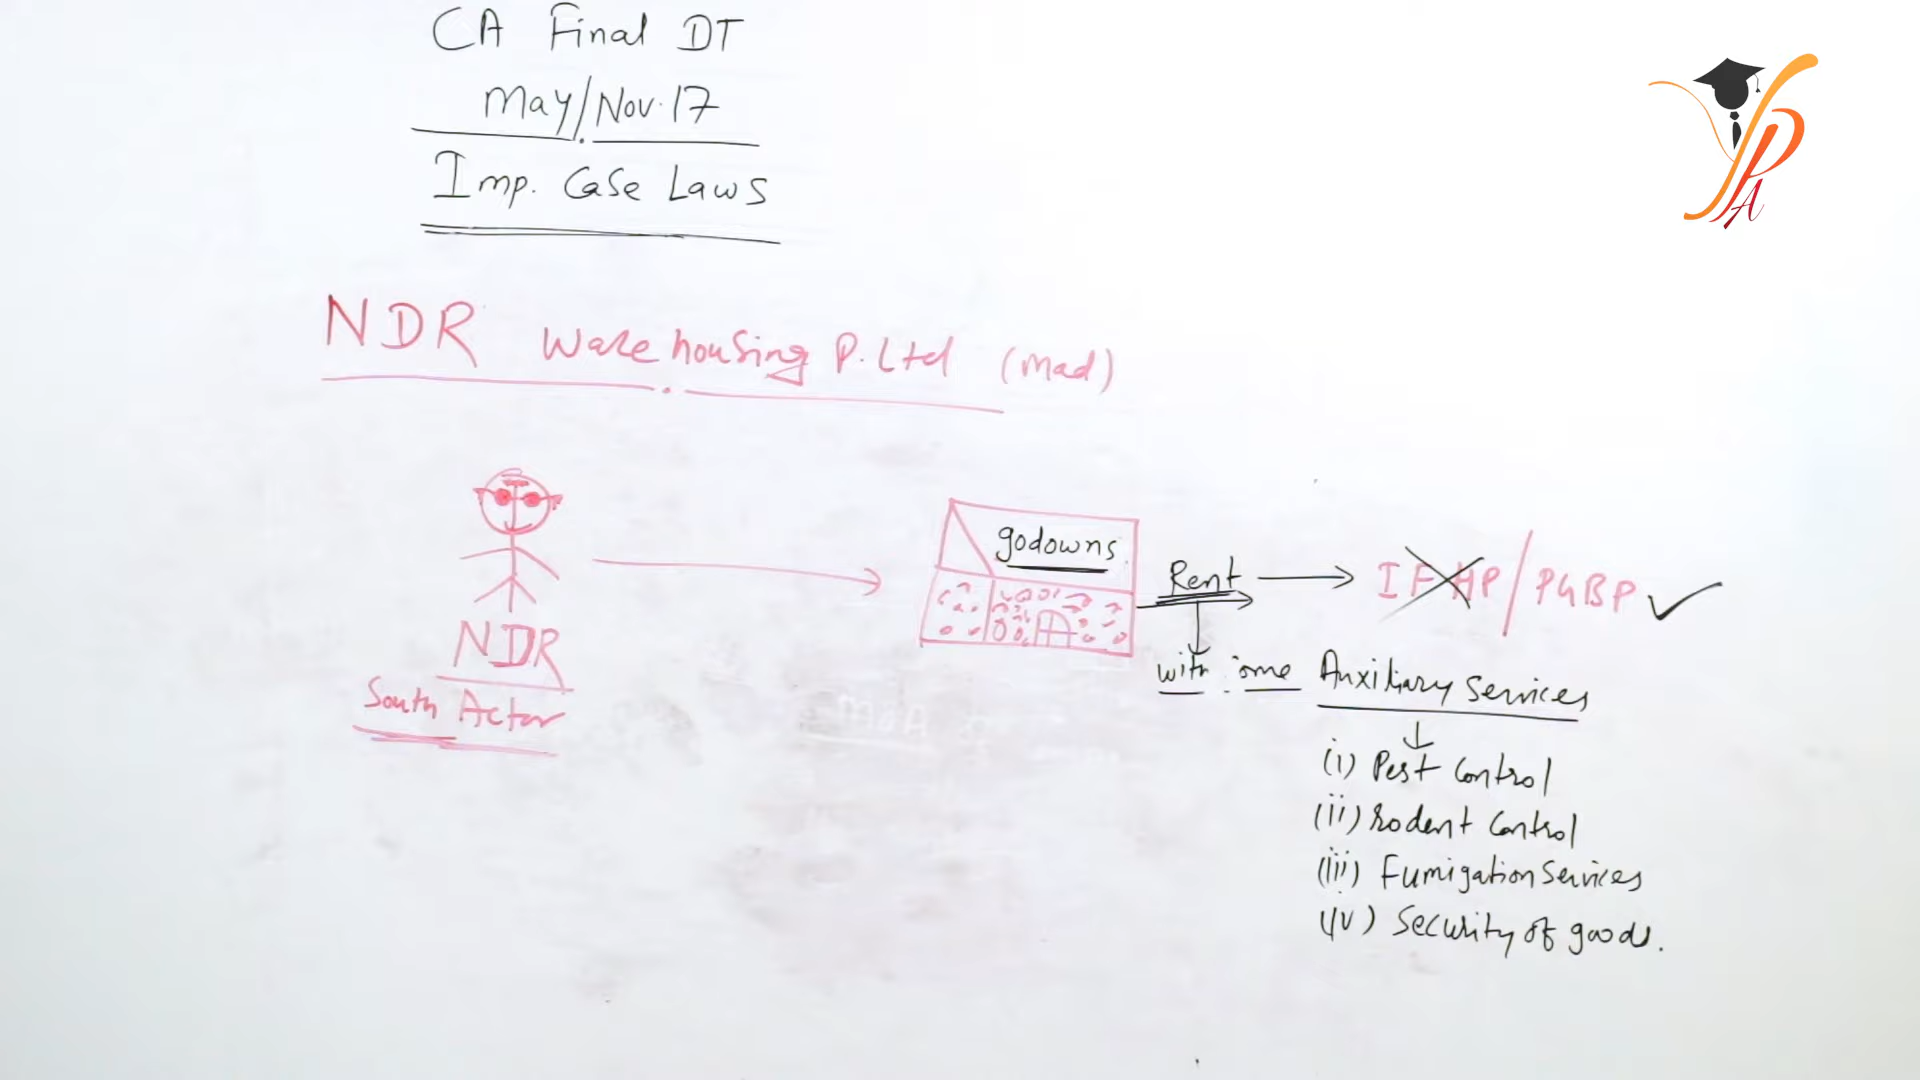 CA Final DT
May/Nov.17
Imp. Case Laws
NDR Warehousing P. Ltd (Mad)
godowns
Rent
IFHP/PGBP
with some Auxiliary Services
(i) Pest Control
(ii) Rodent Control
(iii) Fumigation Services
(iv) Security of goods.
NDR
South Actor
YPA